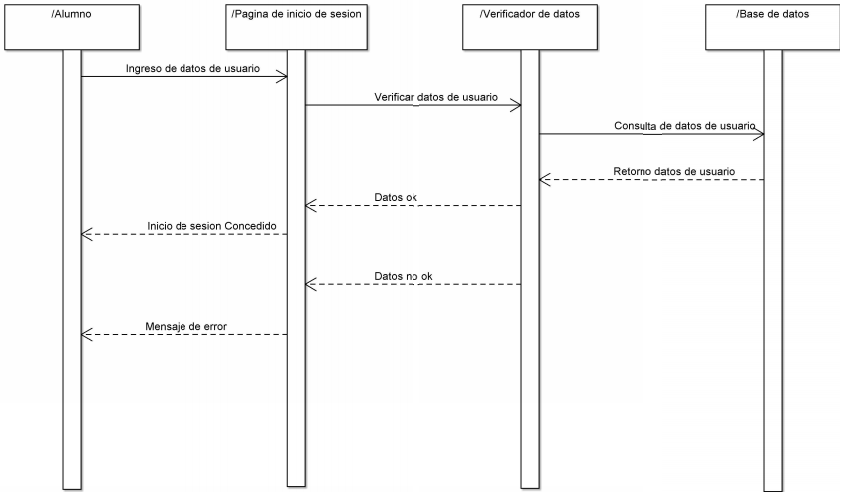 /Alumno
/Pagina de inicio de sesion
/Verificador de datos
/Base de datos
Ingreso de datos de usuario
Verificar datos de usuario
Consulta de datos de usuario
Retorno datos de usuario
Datos ok
Inicio de sesion Concedido
Datos no ok
Mensaje de error